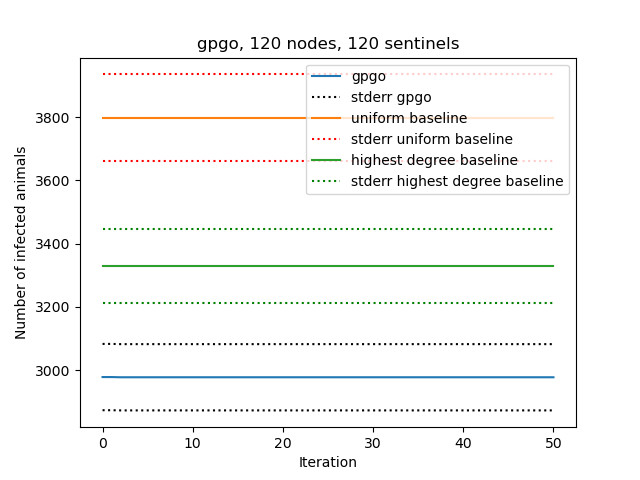 gpgo, 120 nodes, 120 sentinels
gpgo
stderr gpgo
uniform baseline
stderr uniform baseline
highest degree baseline
stderr highest degree baseline
Number of infected animals
3800
3600
3400
3200
3000
0 10 20 30 40 50
Iteration